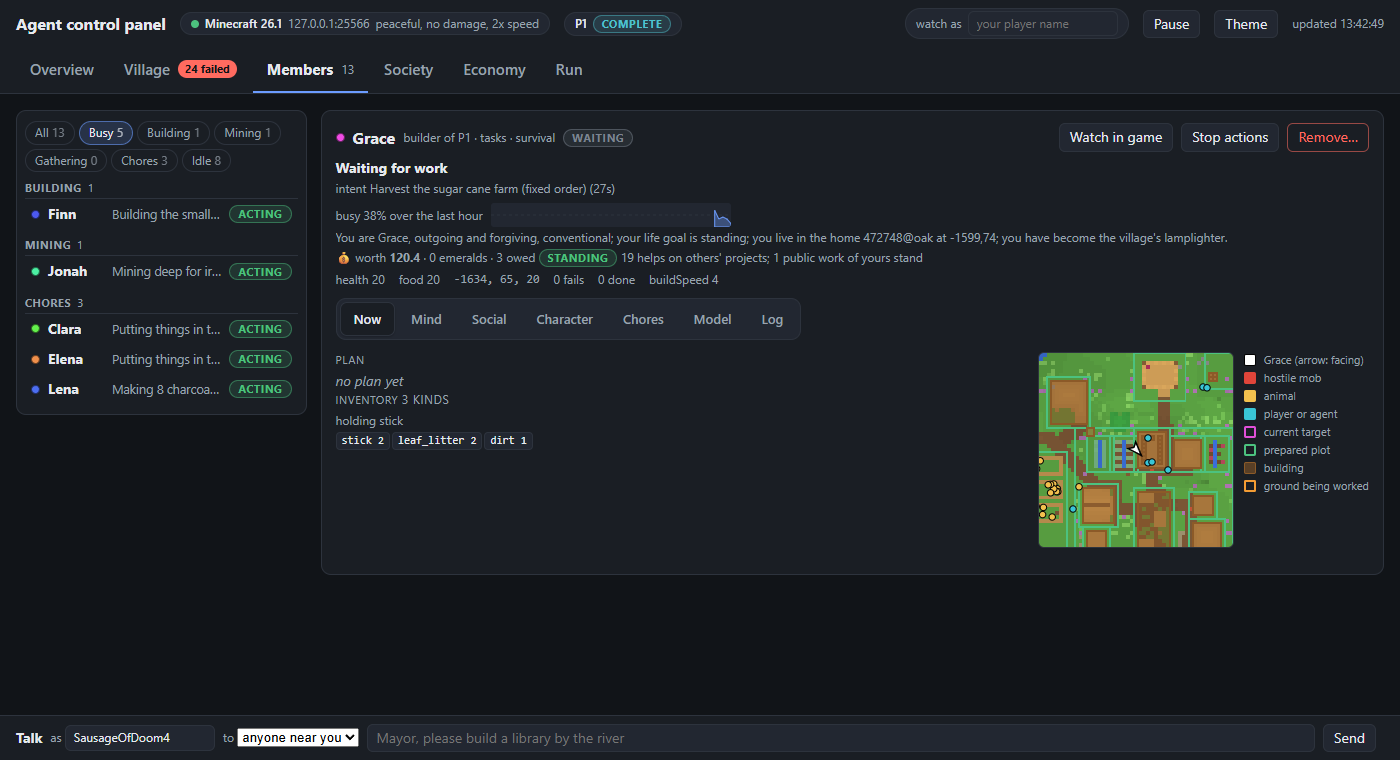 Agent control panel
Minecraft 26.1 127.0.0.1:25566 peaceful, no damage, 2x speed
P1 COMPLETE
watch as your player name
Pause
Theme
updated 13:42:49
Overview
Village 24 failed
Members 13
Society
Economy
Run
All 13
Busy 5
Building 1
Mining 1
Gathering 0
Chores 3
Idle 8
BUILDING 1
Finn Building the small... ACTING
MINING 1
Jonah Mining deep for ir... ACTING
CHORES 3
Clara Putting things in t... ACTING
Elena Putting things in t... ACTING
Lena Making 8 charcoa... ACTING
Grace builder of P1 · tasks · survival WAITING
Watch in game
Stop actions
Remove...
Waiting for work
intent Harvest the sugar cane farm (fixed order) (27s)
busy 38% over the last hour
You are Grace, outgoing and forgiving, conventional; your life goal is standing; you live in the home 472748@oak at -1599,74; you have become the village's lamplighter.
worth 120.4 · 0 emeralds · 3 owed STANDING 19 helps on others' projects; 1 public work of yours stand
health 20 food 20 -1634, 65, 20 0 fails 0 done buildSpeed 4
Now
Mind
Social
Character
Chores
Model
Log
PLAN
no plan yet
INVENTORY 3 KINDS
holding stick
stick 2 leaf_litter 2 dirt 1
Grace (arrow: facing)
hostile mob
animal
player or agent
current target
prepared plot
building
ground being worked
Talk as SausageOfDoom4 to anyone near you Mayor, please build a library by the river Send